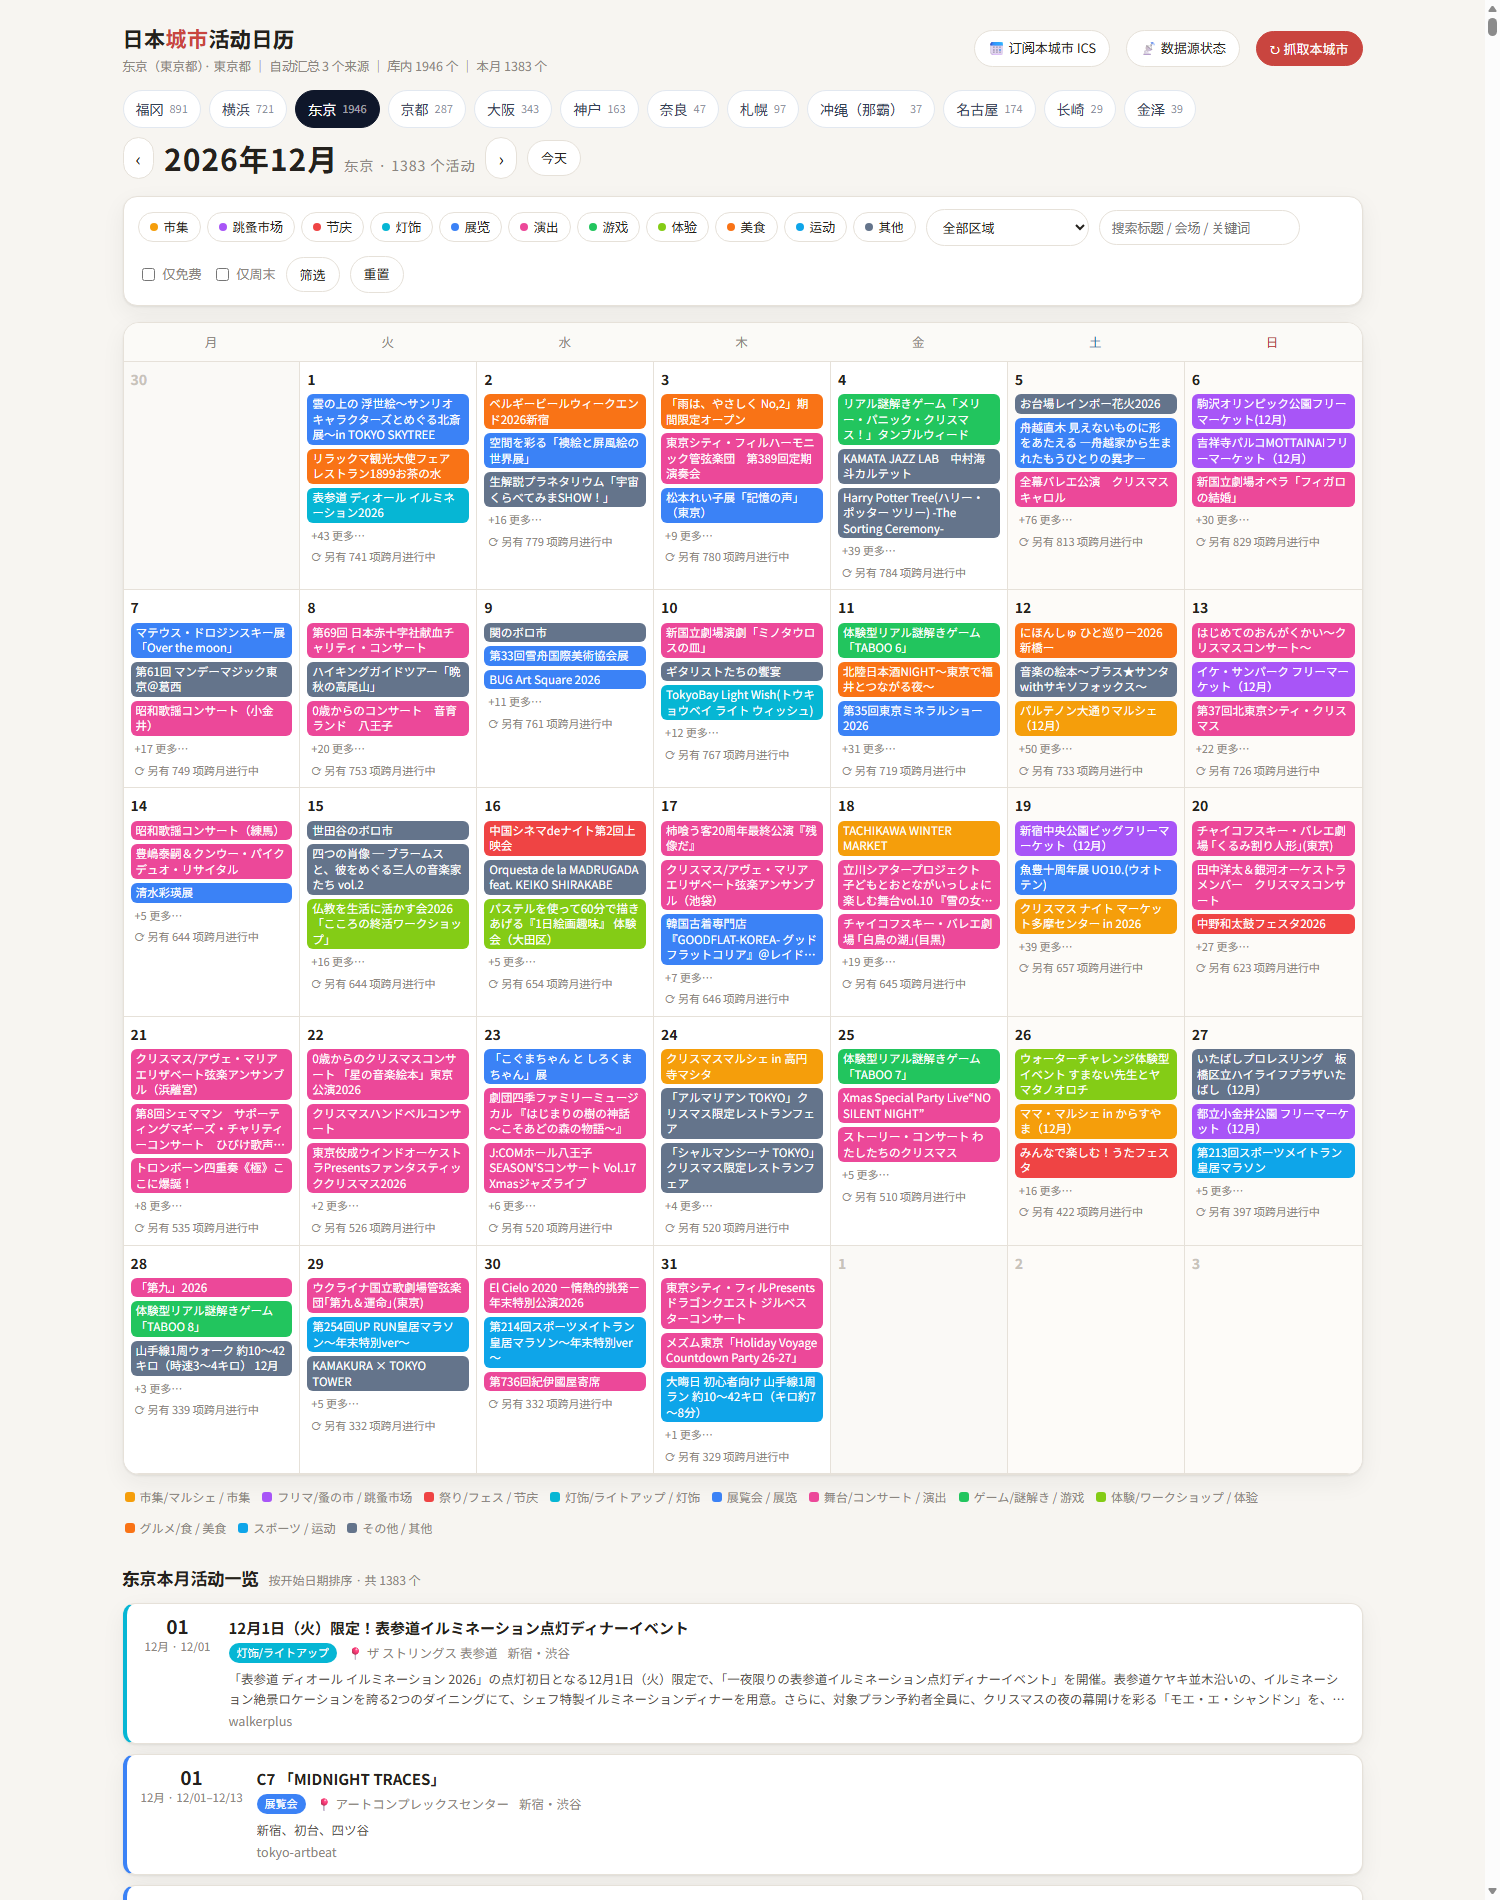 日本城市活动日历
东京（東京都）· 東京都 ｜ 自动汇总 3 个来源 ｜ 库内 1946 个 ｜ 本月 1383 个
订阅本城市 ICS
数据源状态
↻ 抓取本城市
福冈 891
横浜 721
东京 1946
京都 287
大阪 343
神户 163
奈良 47
札幌 97
冲绳（那霸） 37
名古屋 174
长崎 29
金泽 39
‹
2026年12月 东京 · 1383 个活动
›
今天
市集
跳蚤市场
节庆
灯饰
展览
演出
游戏
体验
美食
运动
其他
全部区域
搜索标题 / 会场 / 关键词
仅免费
仅周末
筛选
重置
月 火 水 木 金 土 日
30
1
雲の上の 浮世絵～サンリオ
キャラクターズとめぐる北斎
展～in TOKYO SKYTREE
リラックマ観光大使フェア
レストラン1899お茶の水
表参道 ディオール イルミネ
ーション2026
+43 更多…
⟳ 另有 741 项跨月进行中
2
ベルギービールウィークエン
ド2026新宿
空間を彩る「襖絵と屏風絵の
世界展」
生解説プラネタリウム「宇宙
くらべてみまSHOW！」
+16 更多…
⟳ 另有 779 项跨月进行中
3
「雨は、やさしく No,2」期
間限定オープン
東京シティ・フィルハーモニ
ック管弦楽団　第389回定期
演奏会
松本れい子展「記憶の声」
（東京）
+9 更多…
⟳ 另有 780 项跨月进行中
4
リアル謎解きゲーム「メリ
ー・パニック・クリスマ
ス！」タンブルウィード
KAMATA JAZZ LAB　中村海
斗カルテット
Harry Potter Tree(ハリー・
ポッター ツリー) -The
Sorting Ceremony-
+39 更多…
⟳ 另有 784 项跨月进行中
5
お台場レインボー花火2026
舟越直木 見えないものに形
をあたえる ―舟越家から生ま
れたもうひとりの異才―
全幕バレエ公演　クリスマス
キャロル
+76 更多…
⟳ 另有 813 项跨月进行中
6
駒沢オリンピック公園フリー
マーケット(12月)
吉祥寺パルコMOTTAINAIフリ
ーマーケット（12月）
新国立劇場オペラ「フィガロ
の結婚」
+30 更多…
⟳ 另有 829 项跨月进行中
7
マテウス・ドロジンスキー展
「Over the moon」
第61回 マンデーマジック東
京＠葛西
昭和歌謡コンサート（小金
井）
+17 更多…
⟳ 另有 749 项跨月进行中
8
第69回 日本赤十字社献血チ
ャリティ・コンサート
ハイキングガイドツアー「晩
秋の高尾山」
0歳からのコンサート　音育
ランド　八王子
+20 更多…
⟳ 另有 753 项跨月进行中
9
関のボロ市
第33回雪舟国際美術協会展
BUG Art Square 2026
+11 更多…
⟳ 另有 761 项跨月进行中
10
新国立劇場演劇「ミノタウロ
スの皿」
ギタリストたちの饗宴
TokyoBay Light Wish(トウキ
ョウベイ ライト ウィッシュ)
+12 更多…
⟳ 另有 767 项跨月进行中
11
体験型リアル謎解きゲーム
「TABOO 6」
北陸日本酒NIGHT～東京で福
井とつながる夜～
第35回東京ミネラルショー
2026
+31 更多…
⟳ 另有 719 项跨月进行中
12
にほんしゅ ひと巡りー2026
新橋ー
音楽の絵本～ブラス★サンタ
withサキソフォックス～
パルテノン大通りマルシェ
（12月）
+50 更多…
⟳ 另有 733 项跨月进行中
13
はじめてのおんがくかい～ク
リスマスコンサート～
イケ・サンパーク フリーマー
ケット（12月）
第37回北東京シティ・クリス
マス
+22 更多…
⟳ 另有 726 项跨月进行中
14
昭和歌謡コンサート（練馬）
豊嶋泰嗣＆クンウー・パイク
デュオ・リサイタル
清水彩瑛展
+5 更多…
⟳ 另有 644 项跨月进行中
15
世田谷のボロ市
四つの肖像 ― ブラームス
と、彼をめぐる三人の音楽家
たち vol.2
仏教を生活に活かす会2026
「こころの終活ワークショッ
プ」
+16 更多…
⟳ 另有 644 项跨月进行中
16
中国シネマdeナイト第2回上
映会
Orquesta de la MADRUGADA
feat. KEIKO SHIRAKABE
パステルを使って60分で描き
あげる『1日絵画趣味』 体験
会（大田区）
+5 更多…
⟳ 另有 654 项跨月进行中
17
柿喰う客20周年最終公演『残
像だ』
クリスマス/アヴェ・マリア
エリザベート弦楽アンサンブ
ル（池袋）
韓国古着専門店
『GOODFLAT-KOREA- グッド
フラットコリア』＠レイド…
+7 更多…
⟳ 另有 646 项跨月进行中
18
TACHIKAWA WINTER
MARKET
立川シアタープロジェクト
子どもとおとながいっしょに
楽しむ舞台vol.10 『雪の女…
チャイコフスキー・バレエ劇
場「白鳥の湖」(目黒)
+19 更多…
⟳ 另有 645 项跨月进行中
19
新宿中央公園ビッグフリーマ
ーケット（12月）
魚豊十周年展 UO10.(ウオト
テン)
クリスマス ナイト マーケッ
ト多摩センター in 2026
+39 更多…
⟳ 另有 657 项跨月进行中
20
チャイコフスキー・バレエ劇
場「くるみ割り人形」(東京)
田中洋太＆銀河オーケストラ
メンバー　クリスマスコンサ
ート
中野和太鼓フェスタ2026
+27 更多…
⟳ 另有 623 项跨月进行中
21
クリスマス/アヴェ・マリア
エリザベート弦楽アンサンブ
ル（浜離宮）
第8回シェママン　サポーテ
ィングマギーズ・チャリティ
ーコンサート　ひびけ歌声…
トロンボーン四重奏《極》こ
こに爆誕！
+8 更多…
⟳ 另有 535 项跨月进行中
22
0歳からのクリスマスコンサ
ート 「星の音楽絵本」東京
公演2026
クリスマスハンドベルコンサ
ート
東京佼成ウインドオーケスト
ラPresentsファンタスティッ
ククリスマス2026
+2 更多…
⟳ 另有 526 项跨月进行中
23
「こぐまちゃん と しろくま
ちゃん」展
劇団四季ファミリーミュージ
カル 『はじまりの樹の神話
～こそあどの森の物語～』
J:COMホール八王子
SEASON'Sコンサート Vol.17
Xmasジャズライブ
+6 更多…
⟳ 另有 520 项跨月进行中
24
クリスマスマルシェ in 高円
寺マシタ
「アルマリアン TOKYO」ク
リスマス限定レストランフェ
ア
「シャルマンシーナ TOKYO」
クリスマス限定レストランフ
ェア
+4 更多…
⟳ 另有 520 项跨月进行中
25
体験型リアル謎解きゲーム
「TABOO 7」
Xmas Special Party Live“NO
SILENT NIGHT”
ストーリー・コンサート わ
たしたちのクリスマス
+5 更多…
⟳ 另有 510 项跨月进行中
26
ウォーターチャレンジ体験型
イベント すまない先生とヤ
マタノオロチ
ママ・マルシェ in からすや
ま（12月）
みんなで楽しむ！うたフェス
タ
+16 更多…
⟳ 另有 422 项跨月进行中
27
いたばしプロレスリング　板
橋区立ハイライフプラザいた
ばし（12月）
都立小金井公園 フリーマーケ
ット（12月）
第213回スポーツメイトラン
皇居マラソン
+5 更多…
⟳ 另有 397 项跨月进行中
28
「第九」2026
体験型リアル謎解きゲーム
「TABOO 8」
山手線1周ウォーク 約10～42
キロ（時速3～4キロ） 12月
+3 更多…
⟳ 另有 339 项跨月进行中
29
ウクライナ国立歌劇場管弦楽
団「第九＆運命」(東京)
第254回UP RUN皇居マラソ
ン～年末特別ver～
KAMAKURA × TOKYO
TOWER
+5 更多…
⟳ 另有 332 项跨月进行中
30
El Cielo 2020 －情熱的挑発－
年末特別公演2026
第214回スポーツメイトラン
皇居マラソン～年末特別ver
～
第736回紀伊國屋寄席
⟳ 另有 332 项跨月进行中
31
東京シティ・フィルPresents
ドラゴンクエスト ジルベス
ターコンサート
メズム東京「Holiday Voyage
Countdown Party 26-27」
大晦日 初心者向け 山手線1周
ラン 約10～42キロ（キロ約7
～8分）
+1 更多…
⟳ 另有 329 项跨月进行中
1
2
3
市集/マルシェ / 市集 フリマ/蚤の市 / 跳蚤市场 祭り/フェス / 节庆 灯饰/ライトアップ / 灯饰 展覧会 / 展览 舞台/コンサート / 演出 ゲーム/謎解き / 游戏 体験/ワークショップ / 体验
グルメ/食 / 美食 スポーツ / 运动 その他 / 其他
东京本月活动一览 按开始日期排序 · 共 1383 个
01
12月 · 12/01
12月1日（火）限定！表参道イルミネーション点灯ディナーイベント
灯饰/ライトアップ ザ ストリングス 表参道 新宿・渋谷
「表参道 ディオール イルミネーション 2026」の点灯初日となる12月1日（火）限定で、「一夜限りの表参道イルミネーション点灯ディナーイベント」を開催。表参道ケヤキ並木沿いの、イルミネーシ
ョン絶景ロケーションを誇る2つのダイニングにて、シェフ特製イルミネーションディナーを用意。さらに、対象プラン予約者全員に、クリスマスの夜の幕開けを彩る「モエ・エ・シャンドン」を、…
walkerplus
01
12月 · 12/01–12/13
C7 「MIDNIGHT TRACES」
展覧会 アートコンプレックスセンター 新宿・渋谷
新宿、初台、四ツ谷
tokyo-artbeat